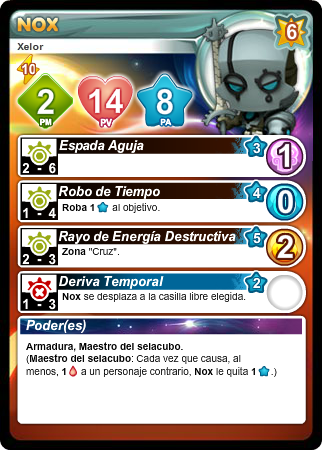 NOX
6
Xelor
10
2 PM
14 PV
8 PA
Espada Aguja 3 1
2 - 6
Robo de Tiempo 4 0
1 - 4 Roba 1 al objetivo.
Rayo de Energía Destructiva 5 2
2 - 3 Zona "Cruz".
Deriva Temporal 2
1 - 3 Nox se desplaza a la casilla libre elegida.
Poder(es)
Armadura, Maestro del selacubo.
(Maestro del selacubo: Cada vez que causa, al
menos, 1 a un personaje contrario, Nox le quita 1 .)